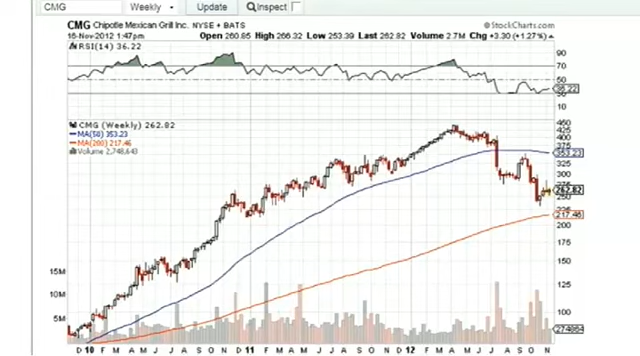 CMG Weekly Update Inspect
CMG Chipotle Mexican Grill Inc. NYSE + BATS © StockCharts.com
16-Nov-2012 1:47pm Open 260.85 High 266.32 Low 253.39 Last 262.82 Volume 2.7M Chg +3.30 (+1.27%)
RSI(14) 36.22
90
70
50
36.22
30
10
CMG (Weekly) 262.82
MA(50) 353.23
MA(200) 217.46
Volume 2,748,643
450
425
400
375
353.23
325
300
275
262.82
250
225
217.46
200
175
150
125
100
15M
10M
5M
D 10 F M A M J J A S O N D 11 F M A M J J A S O N D 12 F M A M J J A S O N